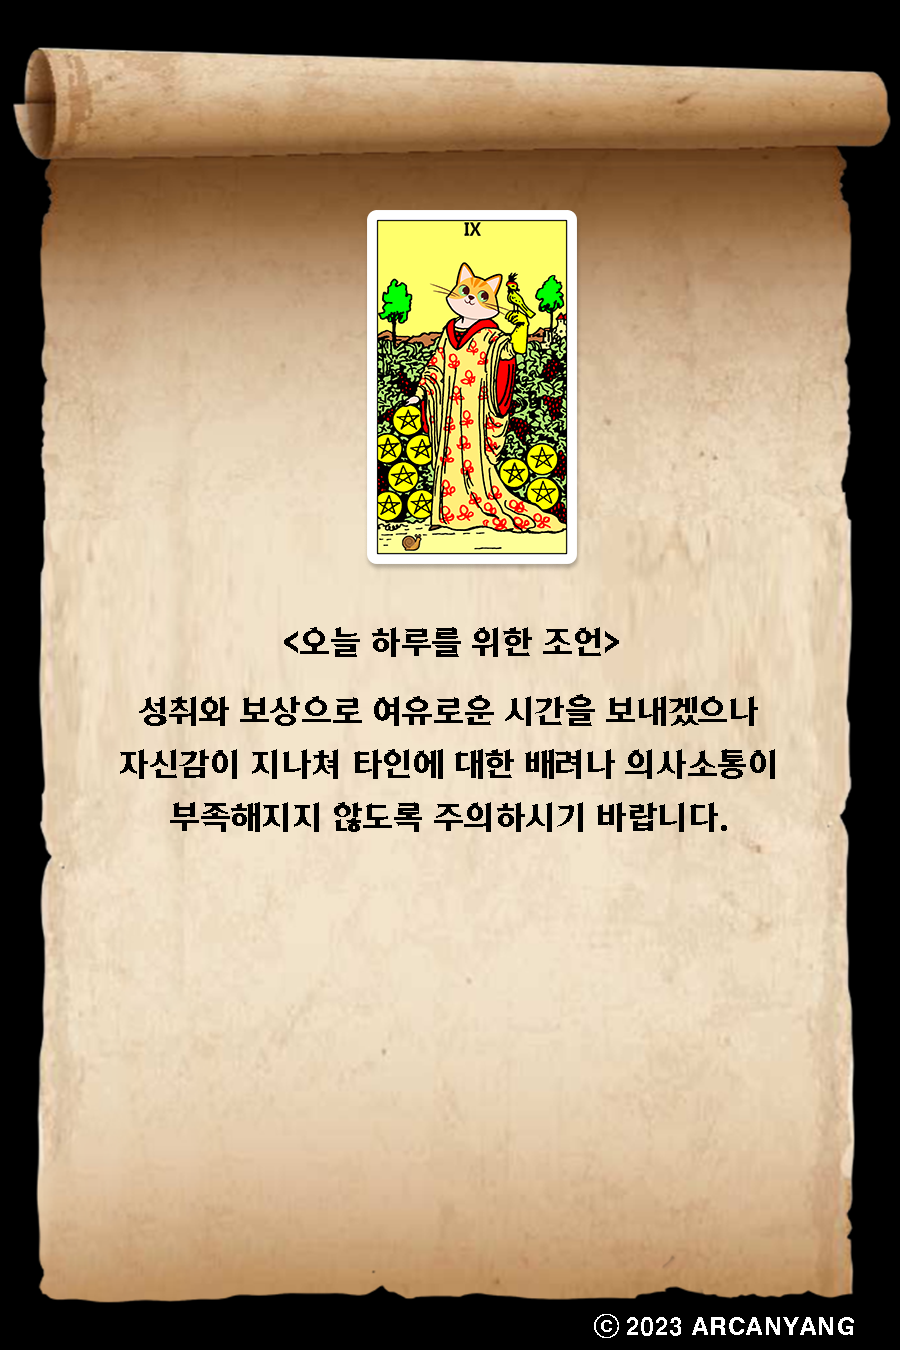 IX
<오늘 하루를 위한 조언>
성취와 보상으로 여유로운 시간을 보내겠으나
자신감이 지나쳐 타인에 대한 배려나 의사소통이
부족해지지 않도록 주의하시기 바랍니다.
© 2023 ARCANYANG